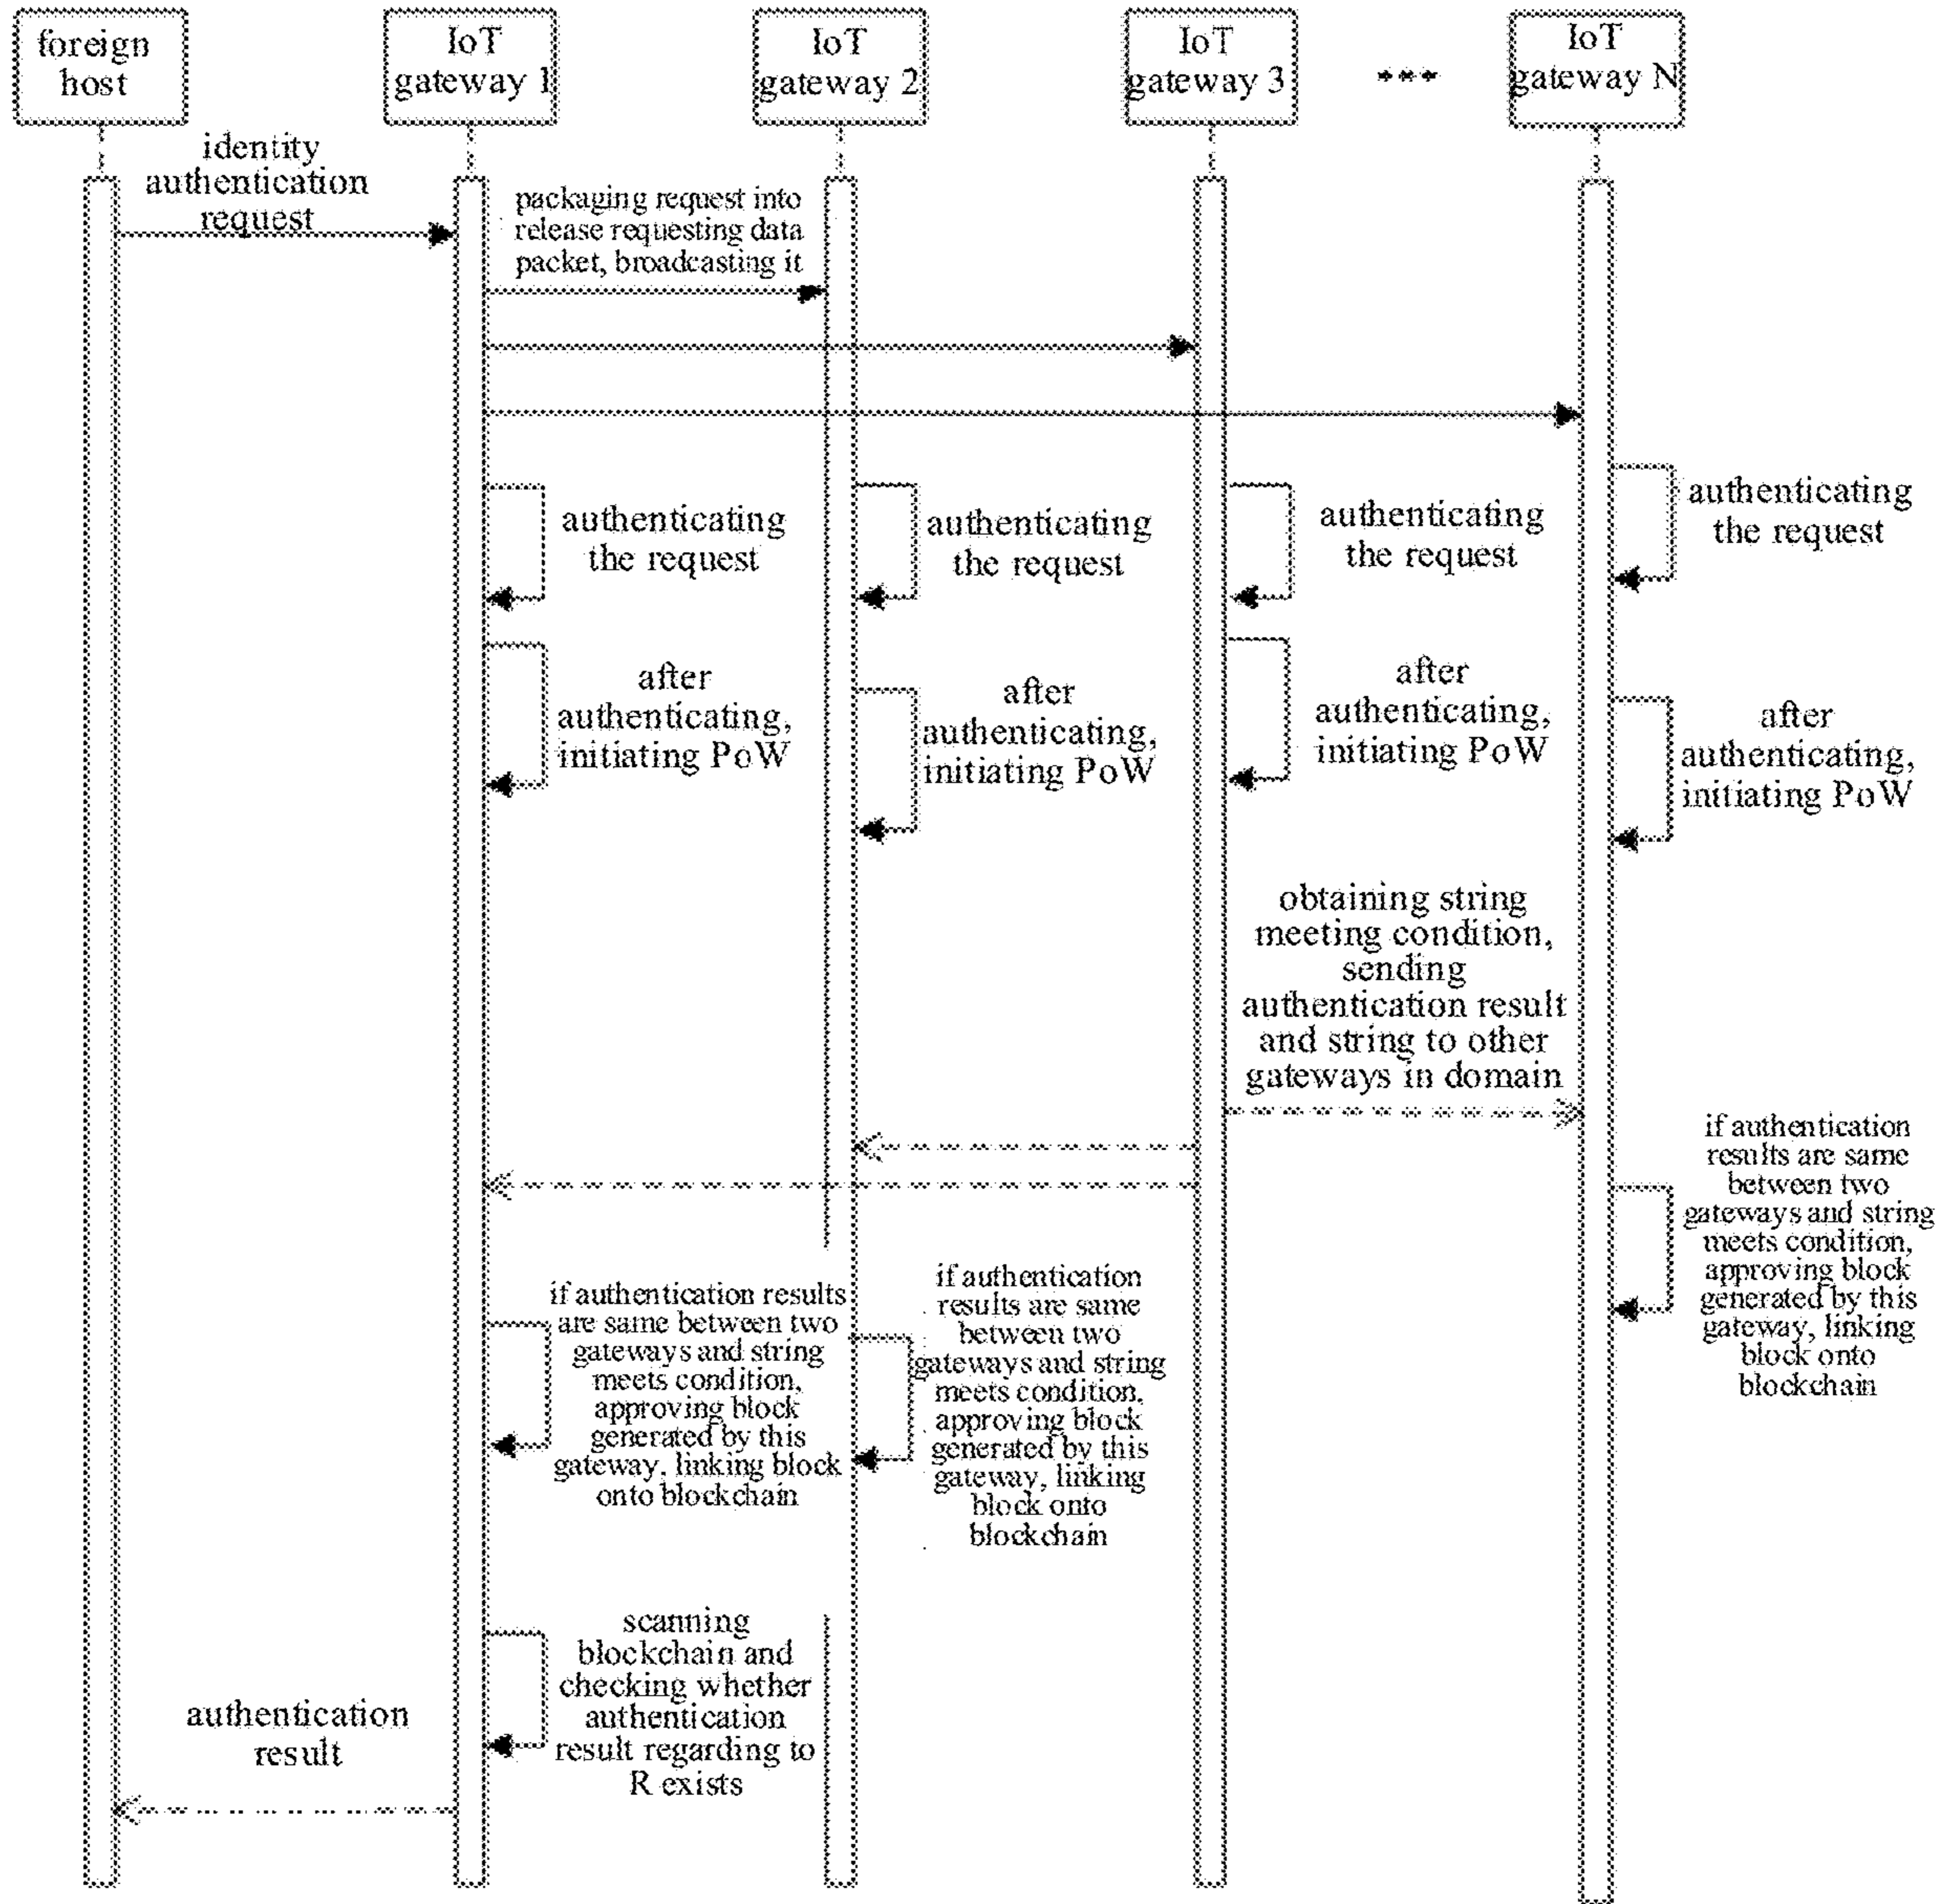 foreign
host
IoT
gateway 1
IoT
gateway 2
IoT
gateway 3
IoT
gateway N
identity
authentication
request
packaging request into
release requesting data
packet, broadcasting it
authenticating
the request
authenticating
the request
authenticating
the request
authenticating
the request
after
authenticating,
initiating PoW
after
authenticating,
initiating PoW
after
authenticating,
initiating PoW
after
authenticating,
initiating PoW
obtaining string
meeting condition,
sending
authentication result
and string to other
gateways in domain
if authentication
results are same
between two
gateways and string
meets condition,
approving block
generated by this
gateway, linking
block onto
blockchain
if authentication results
are same between two
gateways and string
meets condition,
approving block
generated by this
gateway, linking block
onto blockchain
if authentication
results are same
between two
gateways and string
meets condition,
approving block
generated by this
gateway, linking
block onto
blockchain
scanning
blockchain and
checking whether
authentication
result regarding to
R exists
authentication
result